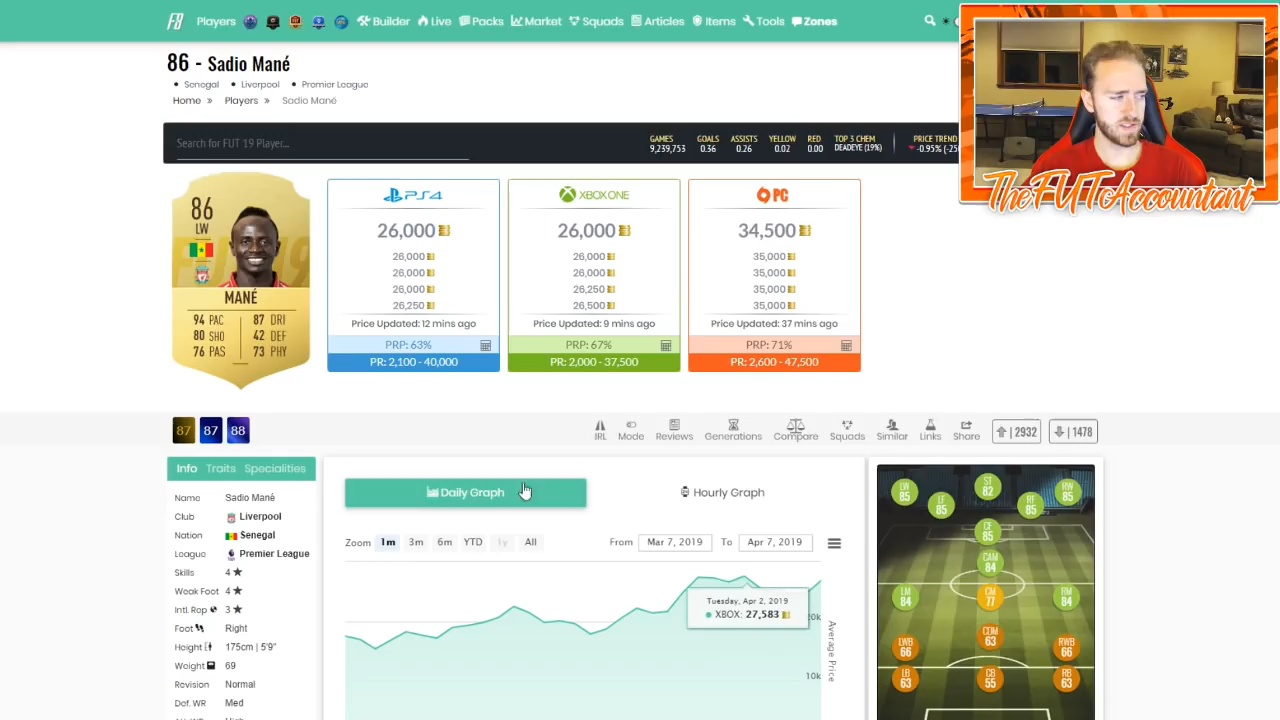 F8 Players Builder Live Packs Market Squads Articles Items Tools Zones
86 - Sadio Mané
Senegal Liverpool Premier League
Home » Players » Sadio Mané
Search for FUT 19 Player...
GAMES GOALS ASSISTS YELLOW RED TOP 3 CHEM PRICE TREND
9,239,753 0.36 0.26 0.02 0.00 DEADEYE (19%) -0.95%
TheFUTAccountant
86
LW
MANÉ
94 PAC 87 DRI
80 SHO 42 DEF
76 PAS 73 PHY
PS4
26,000
26,000
26,000
26,000
26,250
Price Updated: 12 mins ago
PRP: 63%
PR: 2,100 - 40,000
XBOX ONE
26,000
26,000
26,000
26,250
26,500
Price Updated: 9 mins ago
PRP: 67%
PR: 2,000 - 37,500
PC
34,500
35,000
35,000
35,000
35,000
Price Updated: 37 mins ago
PRP: 71%
PR: 2,600 - 47,500
87 87 88
IRL Mode Reviews Generations Compare Squads Similar Links Share | 2932 | 1478
Info Traits Specialities
Name Sadio Mané
Club Liverpool
Nation Senegal
League Premier League
Skills 4
Weak Foot 4
Intl. Rep 3
Foot Right
Height 175cm | 5'9"
Weight 69
Revision Normal
Def. WR Med
Daily Graph Hourly Graph
Zoom 1m 3m 6m YTD 1y All From Mar 7, 2019 To Apr 7, 2019
Tuesday, Apr 2, 2019
XBOX: 27,583
20k
10k
Average Price
LW 85
LF 85
ST 82
RF 85
RW 85
CF 85
CAM 84
LM 84
CM 77
RM 84
LWB 66
CDM 63
RWB 66
LB 63
CB 55
RB 63